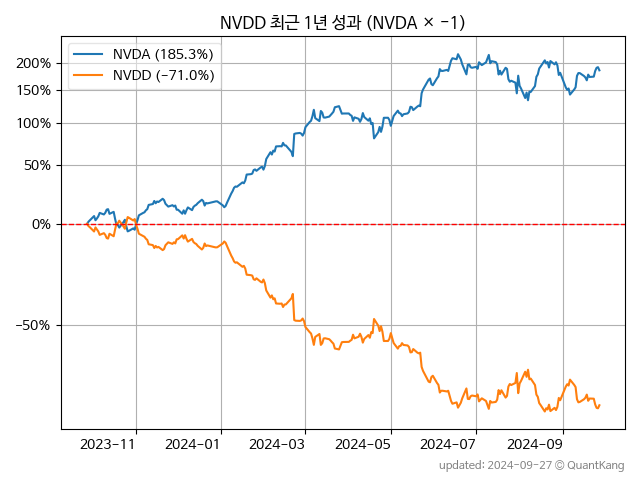 NVDD 최근 1년 성과 (NVDA × −1)
NVDA (185.3%)
NVDD (−71.0%)
200%
150%
100%
50%
0%
−50%
2023-11 2024-01 2024-03 2024-05 2024-07 2024-09
updated: 2024-09-27 © QuantKang